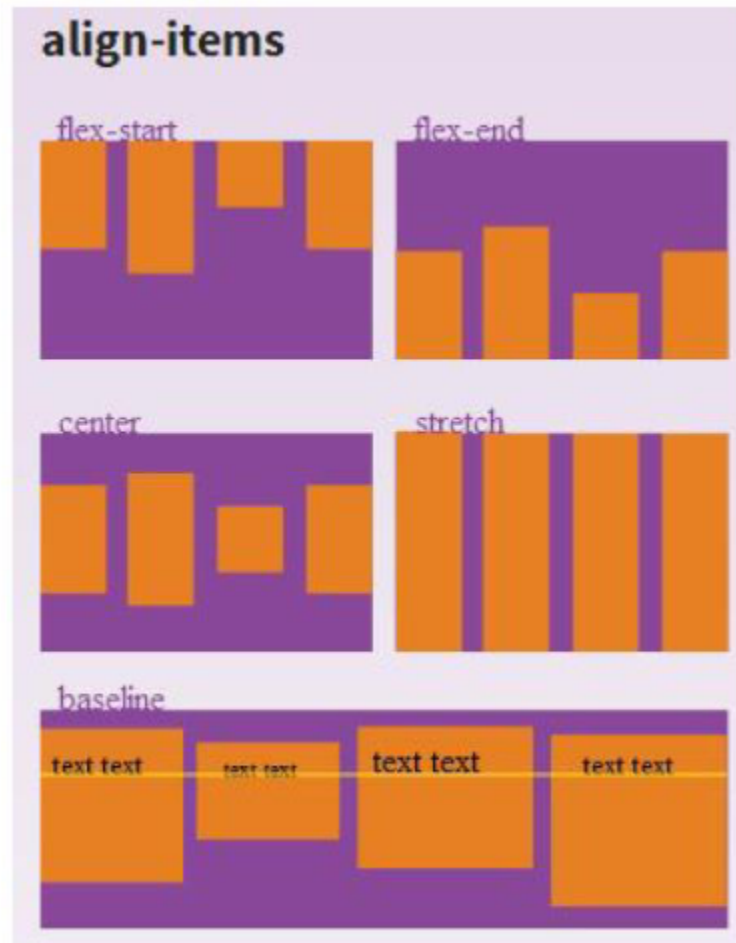 align-items
flex-start flex-end
center stretch
baseline
text text text text text text text text